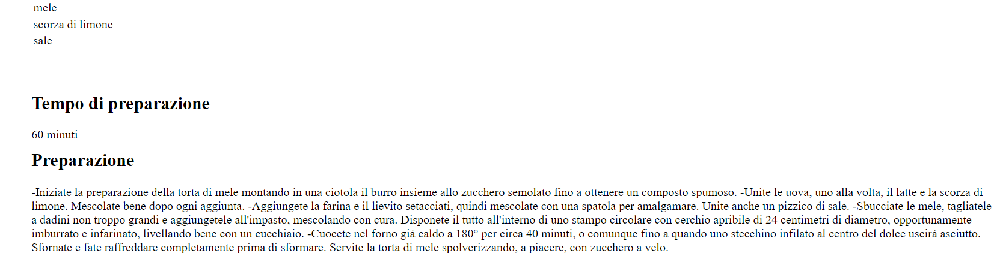 mele
scorza di limone
sale
Tempo di preparazione
60 minuti
Preparazione
-Iniziate la preparazione della torta di mele montando in una ciotola il burro insieme allo zucchero semolato fino a ottenere un composto spumoso. -Unite le uova, uno alla volta, il latte e la scorza di
limone. Mescolate bene dopo ogni aggiunta. -Aggiungete la farina e il lievito setacciati, quindi mescolate con una spatola per amalgamare. Unite anche un pizzico di sale. -Sbucciate le mele, tagliatele
a dadini non troppo grandi e aggiungetele all'impasto, mescolando con cura. Disponete il tutto all'interno di uno stampo circolare con cerchio apribile di 24 centimetri di diametro, opportunamente
imburrato e infarinato, livellando bene con un cucchiaio. -Cuocete nel forno già caldo a 180° per circa 40 minuti, o comunque fino a quando uno stecchino infilato al centro del dolce uscirà asciutto.
Sfornate e fate raffreddare completamente prima di sformare. Servite la torta di mele spolverizzando, a piacere, con zucchero a velo.